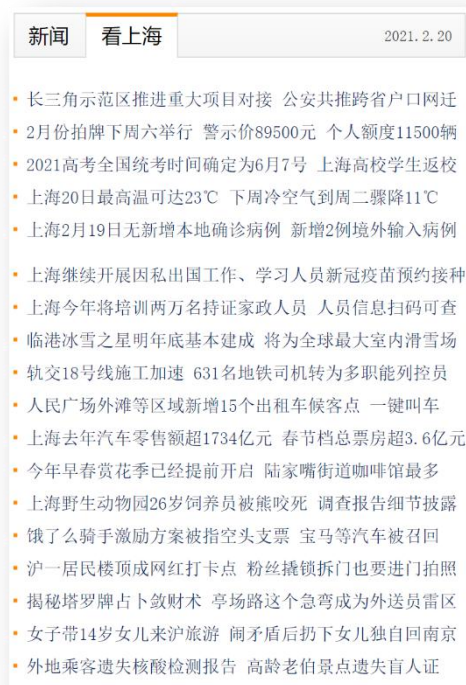 新闻 看上海 2021.2.20
长三角示范区推进重大项目对接 公安共推跨省户口网迁
2月份拍牌下周六举行 警示价89500元 个人额度11500辆
2021高考全国统考时间确定为6月7号 上海高校学生返校
上海20日最高温可达23℃ 下周冷空气到周二骤降11℃
上海2月19日无新增本地确诊病例 新增2例境外输入病例
上海继续开展因私出国工作、学习人员新冠疫苗预约接种
上海今年将培训两万名持证家政人员 人员信息扫码可查
临港冰雪之星明年底基本建成 将为全球最大室内滑雪场
轨交18号线施工加速 631名地铁司机转为多职能列控员
人民广场外滩等区域新增15个出租车候客点 一键叫车
上海去年汽车零售额超1734亿元 春节档总票房超3.6亿元
今年早春赏花季已经提前开启 陆家嘴街道咖啡馆最多
上海野生动物园26岁饲养员被熊咬死 调查报告细节披露
饿了么骑手激励方案被指空头支票 宝马等汽车被召回
沪一居民楼顶成网红打卡点 粉丝撬锁拆门也要进门拍照
揭秘塔罗牌占卜敛财术 亭场路这个急弯成为外送员雷区
女子带14岁女儿来沪旅游 闹矛盾后扔下女儿独自回南京
外地乘客遗失核酸检测报告 高龄老伯景点遗失盲人证